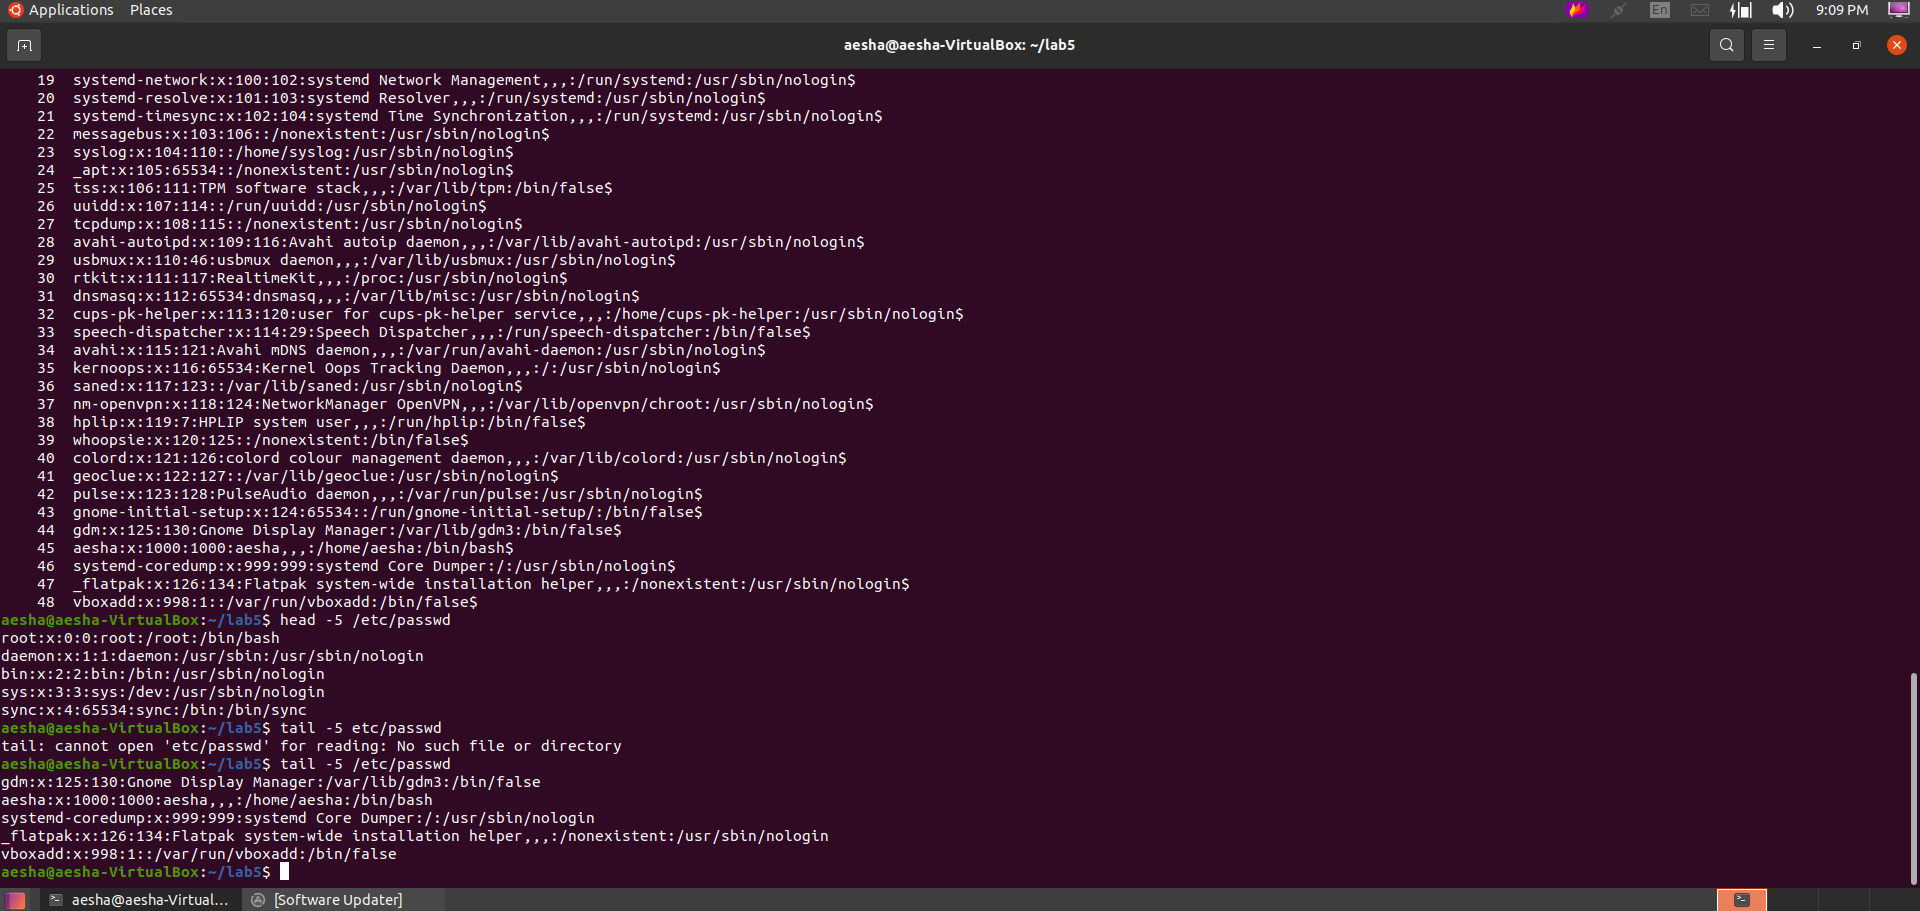 Applications Places En 9:09 PM
aesha@aesha-VirtualBox: ~/lab5
19 systemd-network:x:100:102:systemd Network Management,,,:/run/systemd:/usr/sbin/nologin$
20 systemd-resolve:x:101:103:systemd Resolver,,,:/run/systemd:/usr/sbin/nologin$
21 systemd-timesync:x:102:104:systemd Time Synchronization,,,:/run/systemd:/usr/sbin/nologin$
22 messagebus:x:103:106::/nonexistent:/usr/sbin/nologin$
23 syslog:x:104:110::/home/syslog:/usr/sbin/nologin$
24 _apt:x:105:65534::/nonexistent:/usr/sbin/nologin$
25 tss:x:106:111:TPM software stack,,,:/var/lib/tpm:/bin/false$
26 uuidd:x:107:114::/run/uuidd:/usr/sbin/nologin$
27 tcpdump:x:108:115::/nonexistent:/usr/sbin/nologin$
28 avahi-autoipd:x:109:116:Avahi autoip daemon,,,:/var/lib/avahi-autoipd:/usr/sbin/nologin$
29 usbmux:x:110:46:usbmux daemon,,,:/var/lib/usbmux:/usr/sbin/nologin$
30 rtkit:x:111:117:RealtimeKit,,,:/proc:/usr/sbin/nologin$
31 dnsmasq:x:112:65534:dnsmasq,,,:/var/lib/misc:/usr/sbin/nologin$
32 cups-pk-helper:x:113:120:user for cups-pk-helper service,,,:/home/cups-pk-helper:/usr/sbin/nologin$
33 speech-dispatcher:x:114:29:Speech Dispatcher,,,:/run/speech-dispatcher:/bin/false$
34 avahi:x:115:121:Avahi mDNS daemon,,,:/var/run/avahi-daemon:/usr/sbin/nologin$
35 kernoops:x:116:65534:Kernel Oops Tracking Daemon,,,:/:/usr/sbin/nologin$
36 saned:x:117:123::/var/lib/saned:/usr/sbin/nologin$
37 nm-openvpn:x:118:124:NetworkManager OpenVPN,,,:/var/lib/openvpn/chroot:/usr/sbin/nologin$
38 hplip:x:119:7:HPLIP system user,,,:/run/hplip:/bin/false$
39 whoopsie:x:120:125::/nonexistent:/bin/false$
40 colord:x:121:126:colord colour management daemon,,,:/var/lib/colord:/usr/sbin/nologin$
41 geoclue:x:122:127::/var/lib/geoclue:/usr/sbin/nologin$
42 pulse:x:123:128:PulseAudio daemon,,,:/var/run/pulse:/usr/sbin/nologin$
43 gnome-initial-setup:x:124:65534::/run/gnome-initial-setup/:/bin/false$
44 gdm:x:125:130:Gnome Display Manager:/var/lib/gdm3:/bin/false$
45 aesha:x:1000:1000:aesha,,,:/home/aesha:/bin/bash$
46 systemd-coredump:x:999:999:systemd Core Dumper:/:/usr/sbin/nologin$
47 _flatpak:x:126:134:Flatpak system-wide installation helper,,,:/nonexistent:/usr/sbin/nologin$
48 vboxadd:x:998:1::/var/run/vboxadd:/bin/false$
aesha@aesha-VirtualBox:~/lab5$ head -5 /etc/passwd
root:x:0:0:root:/root:/bin/bash
daemon:x:1:1:daemon:/usr/sbin:/usr/sbin/nologin
bin:x:2:2:bin:/bin:/usr/sbin/nologin
sys:x:3:3:sys:/dev:/usr/sbin/nologin
sync:x:4:65534:sync:/bin:/bin/sync
aesha@aesha-VirtualBox:~/lab5$ tail -5 etc/passwd
tail: cannot open 'etc/passwd' for reading: No such file or directory
aesha@aesha-VirtualBox:~/lab5$ tail -5 /etc/passwd
gdm:x:125:130:Gnome Display Manager:/var/lib/gdm3:/bin/false
aesha:x:1000:1000:aesha,,,:/home/aesha:/bin/bash
systemd-coredump:x:999:999:systemd Core Dumper:/:/usr/sbin/nologin
_flatpak:x:126:134:Flatpak system-wide installation helper,,,:/nonexistent:/usr/sbin/nologin
vboxadd:x:998:1::/var/run/vboxadd:/bin/false
aesha@aesha-VirtualBox:~/lab5$
aesha@aesha-Virtual... [Software Updater]